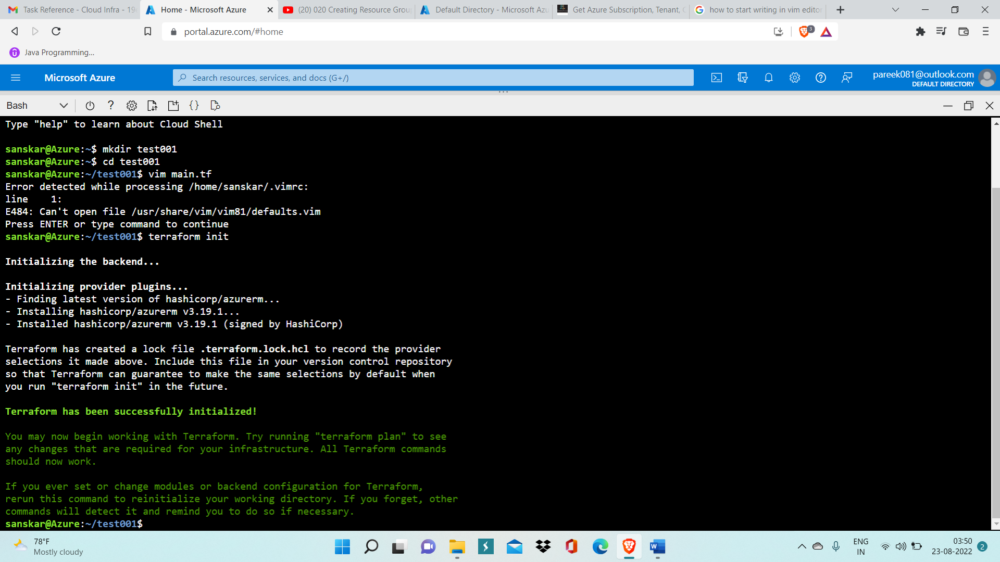 Task Reference - Cloud Infra - 19
Home - Microsoft Azure
(20) 020 Creating Resource Grou
Default Directory - Microsoft Azu
Get Azure Subscription, Tenant, C
how to start writing in vim editor
portal.azure.com/#home
3
Java Programming...
Microsoft Azure
Search resources, services, and docs (G+/)
pareek081@outlook.com
DEFAULT DIRECTORY
Bash
Type "help" to learn about Cloud Shell
sanskar@Azure:~$ mkdir test001
sanskar@Azure:~$ cd test001
sanskar@Azure:~/test001$ vim main.tf
Error detected while processing /home/sanskar/.vimrc:
line    1:
E484: Can't open file /usr/share/vim/vim81/defaults.vim
Press ENTER or type command to continue
sanskar@Azure:~/test001$ terraform init
Initializing the backend...
Initializing provider plugins...
- Finding latest version of hashicorp/azurerm...
- Installing hashicorp/azurerm v3.19.1...
- Installed hashicorp/azurerm v3.19.1 (signed by HashiCorp)
Terraform has created a lock file .terraform.lock.hcl to record the provider
selections it made above. Include this file in your version control repository
so that Terraform can guarantee to make the same selections by default when
you run "terraform init" in the future.
Terraform has been successfully initialized!
You may now begin working with Terraform. Try running "terraform plan" to see
any changes that are required for your infrastructure. All Terraform commands
should now work.
If you ever set or change modules or backend configuration for Terraform,
rerun this command to reinitialize your working directory. If you forget, other
commands will detect it and remind you to do so if necessary.
sanskar@Azure:~/test001$
78°F
Mostly cloudy
ENG
IN
03:50
23-08-2022
2